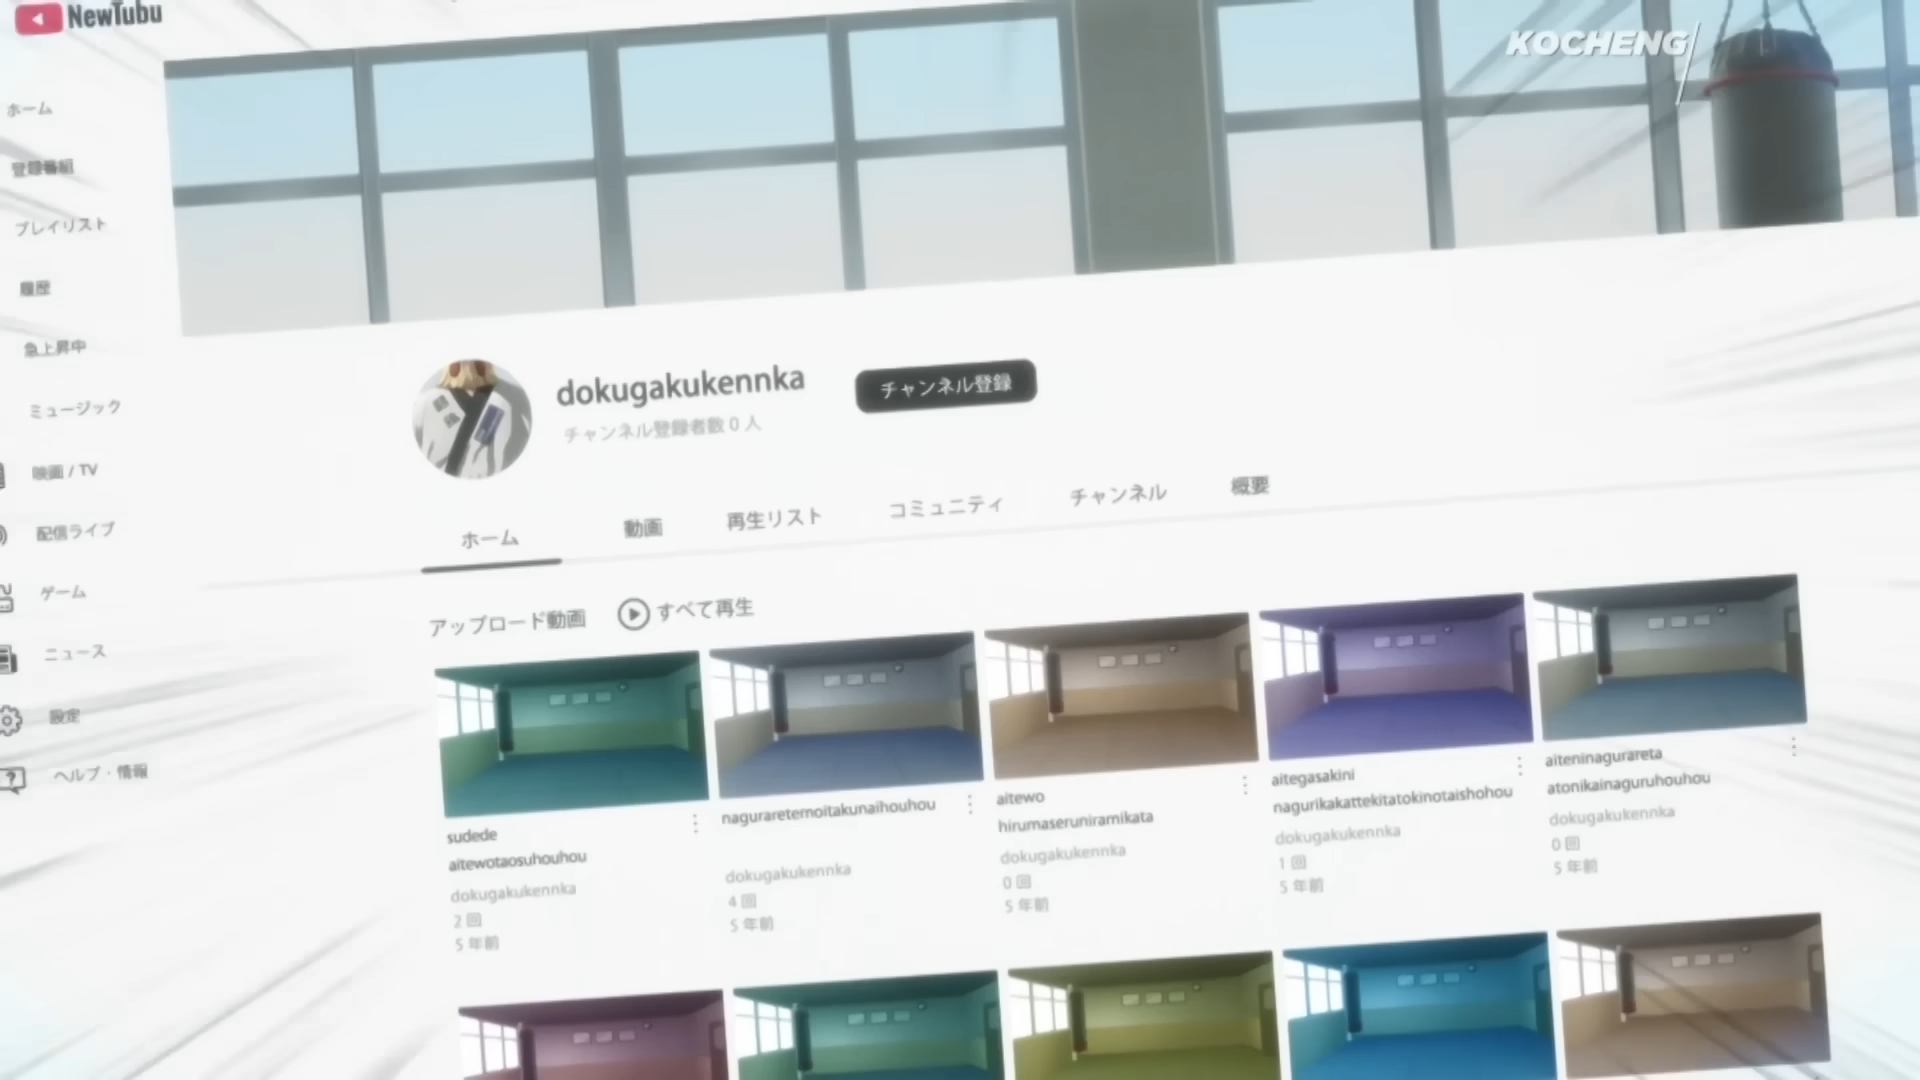 NewTubu
KOCHENG
ホーム
登録番組
プレイリスト
履歴
急上昇中
ミュージック
映画 / TV
配信ライブ
ゲーム
ニュース
設定
ヘルプ・情報
dokugakukennka
チャンネル登録
チャンネル登録者数 0 人
ホーム
動画
再生リスト
コミュニティ
チャンネル
概要
アップロード動画
すべて再生
sudede
aitewotaosuhouhou
dokugakukennka
2 回
5 年前
naguraretemoitakunaihouhou
dokugakukennka
4 回
5 年前
aitewo
hirumaseruniramikata
dokugakukennka
0 回
5 年前
aitegasakini
nagurikakattekitatokinotaishohou
dokugakukennka
1 回
5 年前
aiteninagurareta
atonikainaguruhouhou
dokugakukennka
0 回
5 年前